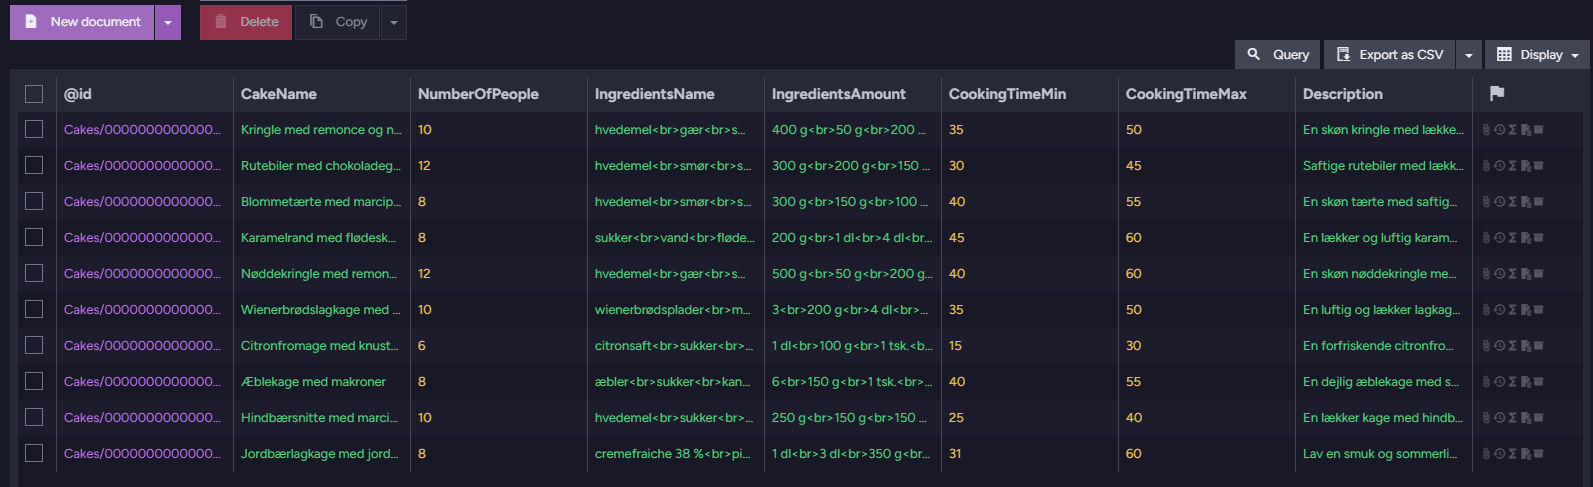 New document Delete Copy
Query Export as CSV Display
@id CakeName NumberOfPeople IngredientsName IngredientsAmount CookingTimeMin CookingTimeMax Description
Cakes/0000000000000... Kringle med remonce og n... 10 hvedemel<br>gær<br>s... 400 g<br>50 g<br>200 ... 35 50 En skøn kringle med lække...
Cakes/0000000000000... Rutebiler med chokoladeg... 12 hvedemel<br>smør<br>s... 300 g<br>200 g<br>150 ... 30 45 Saftige rutebiler med lækk...
Cakes/0000000000000... Blommetærte med marcip... 8 hvedemel<br>smør<br>s... 300 g<br>150 g<br>100 ... 40 55 En skøn tærte med saftig...
Cakes/0000000000000... Karamelrand med flødesk... 8 sukker<br>vand<br>fløde... 200 g<br>1 dl<br>4 dl<br>... 45 60 En lækker og luftig karam...
Cakes/0000000000000... Nøddekringle med remon... 12 hvedemel<br>gær<br>s... 500 g<br>50 g<br>200 g... 40 60 En skøn nøddekringle me...
Cakes/0000000000000... Wienerbrødslagkage med ... 10 wienerbrødsplader<br>m... 3<br>200 g<br>4 dl<br>... 35 50 En luftig og lækker lagkag...
Cakes/0000000000000... Citronfromage med knust... 6 citronsaft<br>sukker<br>... 1 dl<br>100 g<br>1 tsk.<b... 15 30 En forfriskende citronfro...
Cakes/0000000000000... Æblekage med makroner 8 æbler<br>sukker<br>kan... 6<br>150 g<br>1 tsk.<br>... 40 55 En dejlig æblekage med s...
Cakes/0000000000000... Hindbærsnitte med marci... 10 hvedemel<br>sukker<br>... 250 g<br>150 g<br>150 ... 25 40 En lækker kage med hindb...
Cakes/0000000000000... Jordbærlagkage med jord... 8 cremefraiche 38 %<br>pi... 1 dl<br>3 dl<br>350 g<br>... 31 60 Lav en smuk og sommerli...